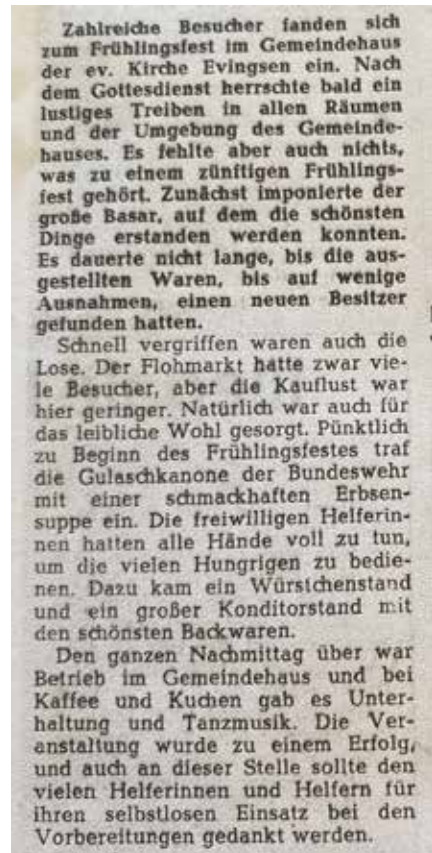 Zahlreiche Besucher fanden sich
zum Frühlingsfest im Gemeindehaus
der ev. Kirche Evingsen ein. Nach
dem Gottesdienst herrschte bald ein
lustiges Treiben in allen Räumen
und der Umgebung des Gemeinde-
hauses. Es fehlte aber auch nichts,
was zu einem zünftigen Frühlings-
fest gehört. Zunächst imponierte der
große Basar, auf dem die schönsten
Dinge erstanden werden konnten.
Es dauerte nicht lange, bis die aus-
gestellten Waren, bis auf wenige
Ausnahmen, einen neuen Besitzer
gefunden hatten.
Schnell vergriffen waren auch die
Lose. Der Flohmarkt hatte zwar vie-
le Besucher, aber die Kauflust war
hier geringer. Natürlich war auch für
das leibliche Wohl gesorgt. Pünktlich
zu Beginn des Frühlingsfestes traf
die Gulaschkanone der Bundeswehr
mit einer schmackhaften Erbsen-
suppe ein. Die freiwilligen Helferin-
nen hatten alle Hände voll zu tun,
um die vielen Hungrigen zu bedie-
nen. Dazu kam ein Würstchenstand
und ein großer Konditorstand mit
den schönsten Backwaren.
Den ganzen Nachmittag über war
Betrieb im Gemeindehaus und bei
Kaffee und Kuchen gab es Unter-
haltung und Tanzmusik. Die Ver-
anstaltung wurde zu einem Erfolg,
und auch an dieser Stelle sollte den
vielen Helferinnen und Helfern für
ihren selbstlosen Einsatz bei den
Vorbereitungen gedankt werden.